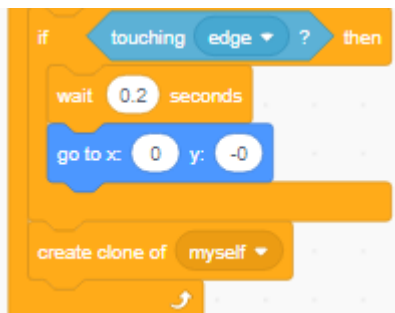 if touching edge ? then
wait 0.2 seconds
go to x: 0 y: -0
create clone of myself